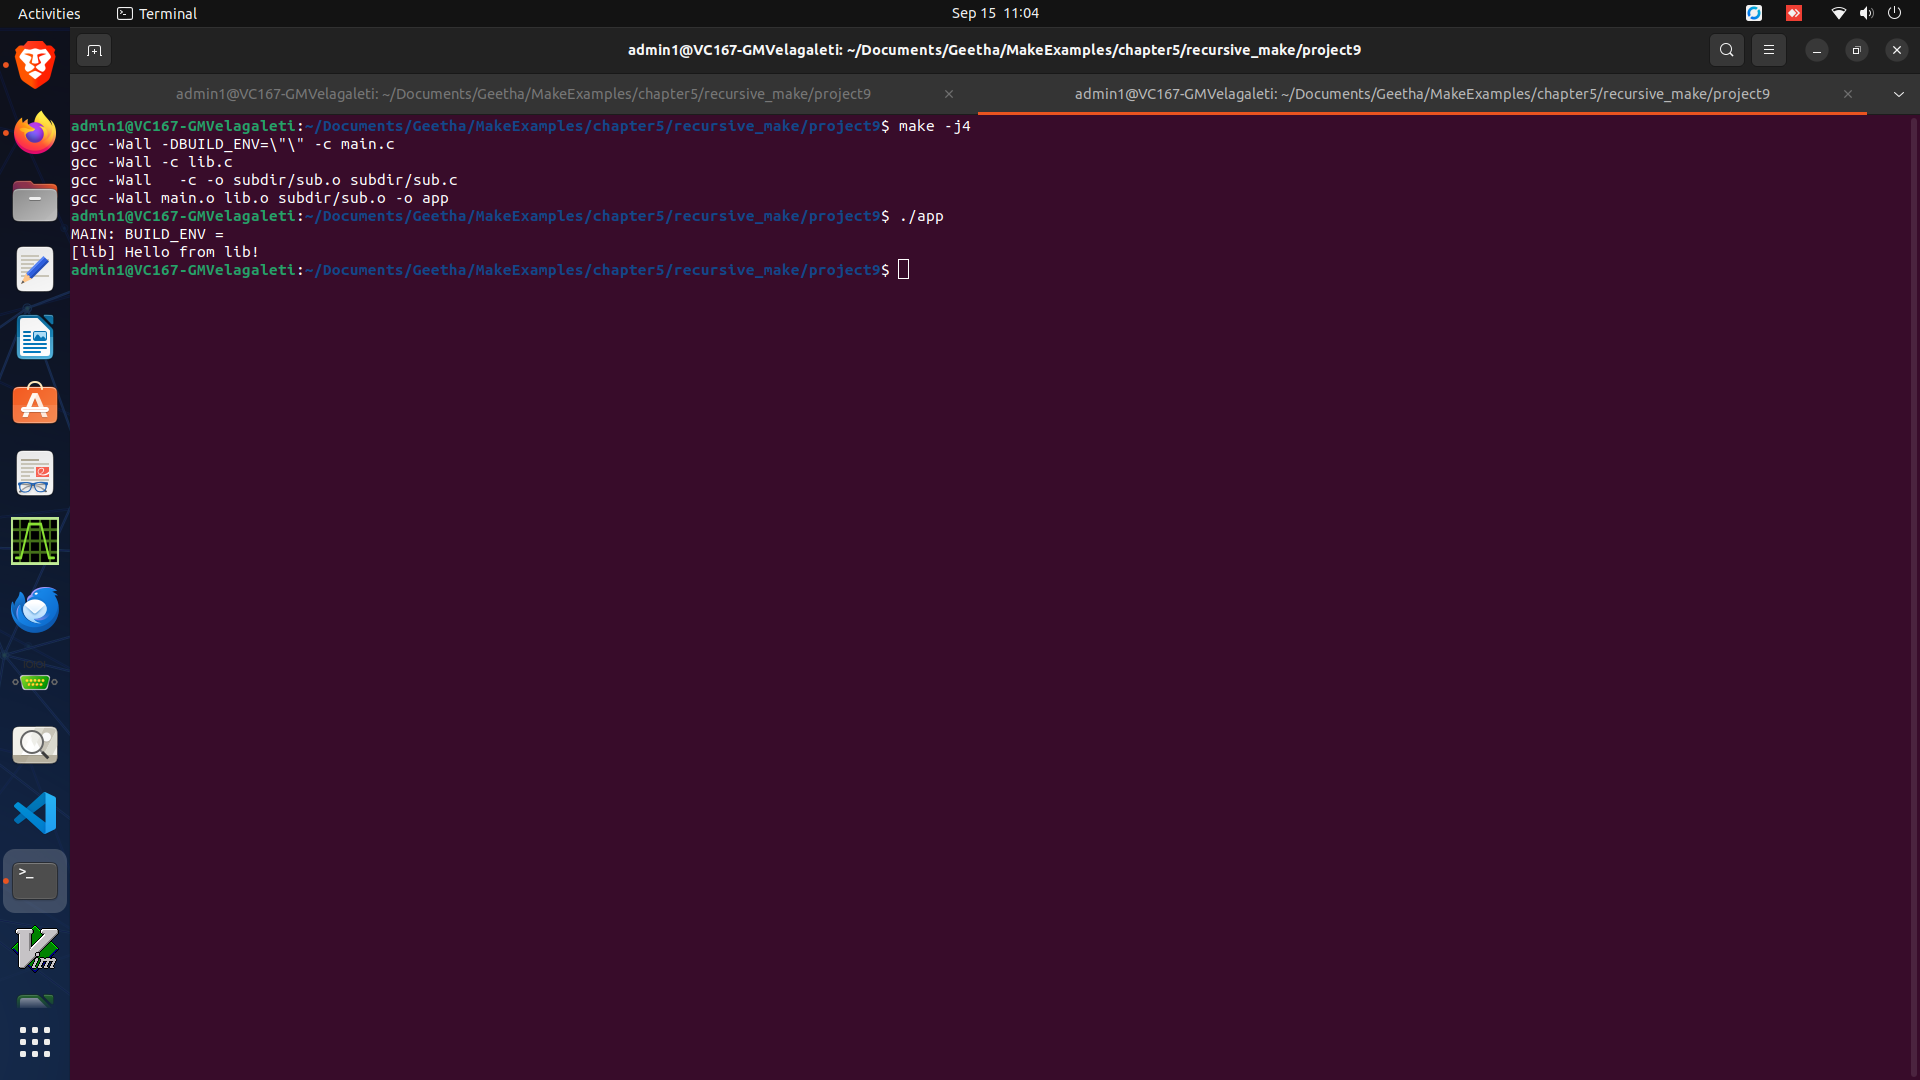 Activities
Terminal
Sep 15 11:04
admin1@VC167-GMVelagaleti: ~/Documents/Geetha/MakeExamples/chapter5/recursive_make/project9
admin1@VC167-GMVelagaleti: ~/Documents/Geetha/MakeExamples/chapter5/recursive_make/project9
admin1@VC167-GMVelagaleti: ~/Documents/Geetha/MakeExamples/chapter5/recursive_make/project9
admin1@VC167-GMVelagaleti:~/Documents/Geetha/MakeExamples/chapter5/recursive_make/project9$ make -j4
gcc -Wall -DBUILD_ENV=\"\" -c main.c
gcc -Wall -c lib.c
gcc -Wall   -c -o subdir/sub.o subdir/sub.c
gcc -Wall main.o lib.o subdir/sub.o -o app
admin1@VC167-GMVelagaleti:~/Documents/Geetha/MakeExamples/chapter5/recursive_make/project9$ ./app
MAIN: BUILD_ENV =
[lib] Hello from lib!
admin1@VC167-GMVelagaleti:~/Documents/Geetha/MakeExamples/chapter5/recursive_make/project9$
>_
Vim